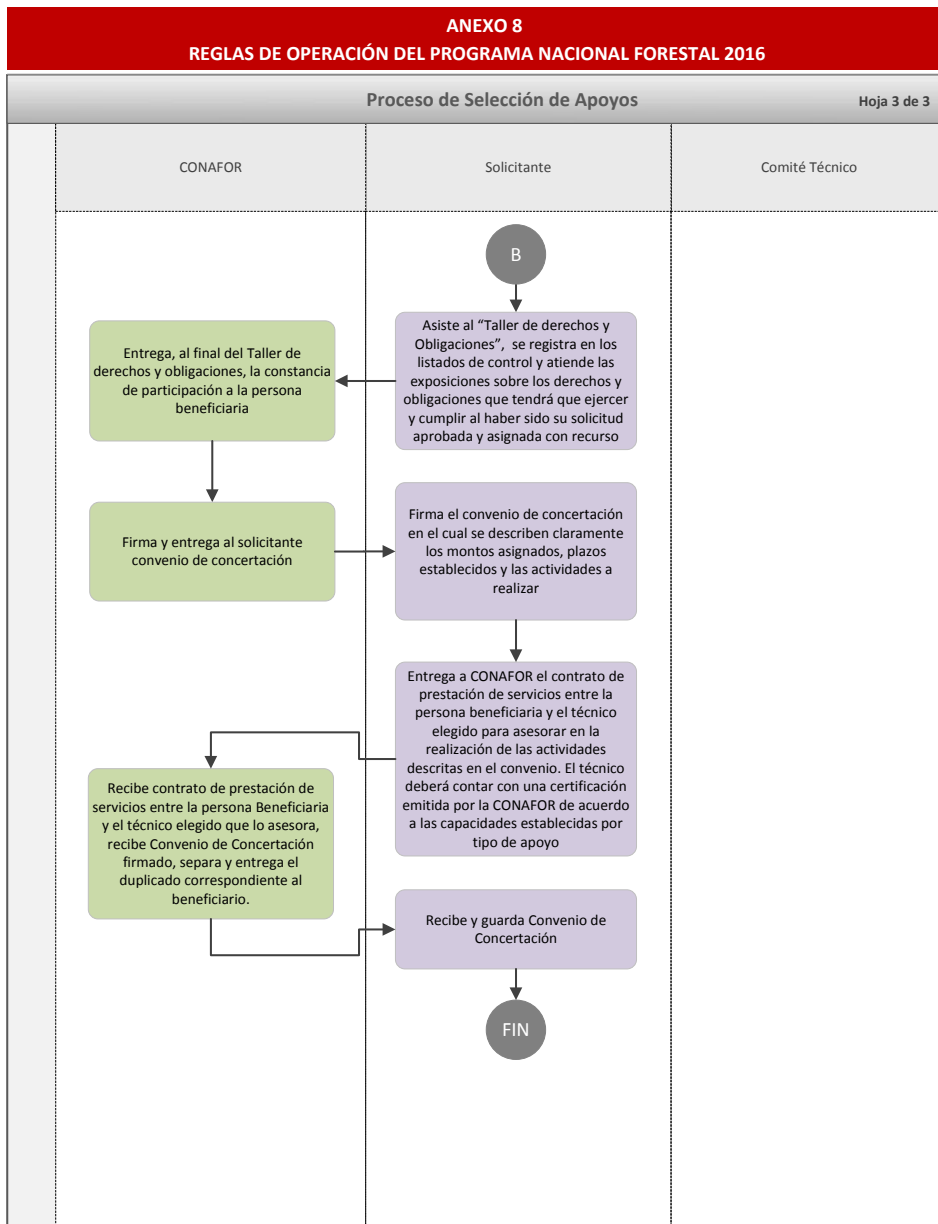 ANEXO 8
REGLAS DE OPERACIÓN DEL PROGRAMA NACIONAL FORESTAL 2016
Proceso de Selección de Apoyos
Hoja 3 de 3
CONAFOR
Solicitante
Comité Técnico
B
Asiste al “Taller de derechos y
Obligaciones”, se registra en los
listados de control y atiende las
exposiciones sobre los derechos y
obligaciones que tendrá que ejercer
y cumplir al haber sido su solicitud
aprobada y asignada con recurso
Entrega, al final del Taller de
derechos y obligaciones, la constancia
de participación a la persona
beneficiaria
Firma y entrega al solicitante
convenio de concertación
Firma el convenio de concertación
en el cual se describen claramente
los montos asignados, plazos
establecidos y las actividades a
realizar
Entrega a CONAFOR el contrato de
prestación de servicios entre la
persona beneficiaria y el técnico
elegido para asesorar en la
realización de las actividades
descritas en el convenio. El técnico
deberá contar con una certificación
emitida por la CONAFOR de acuerdo
a las capacidades establecidas por
tipo de apoyo
Recibe contrato de prestación de
servicios entre la persona Beneficiaria
y el técnico elegido que lo asesora,
recibe Convenio de Concertación
firmado, separa y entrega el
duplicado correspondiente al
beneficiario.
Recibe y guarda Convenio de
Concertación
FIN